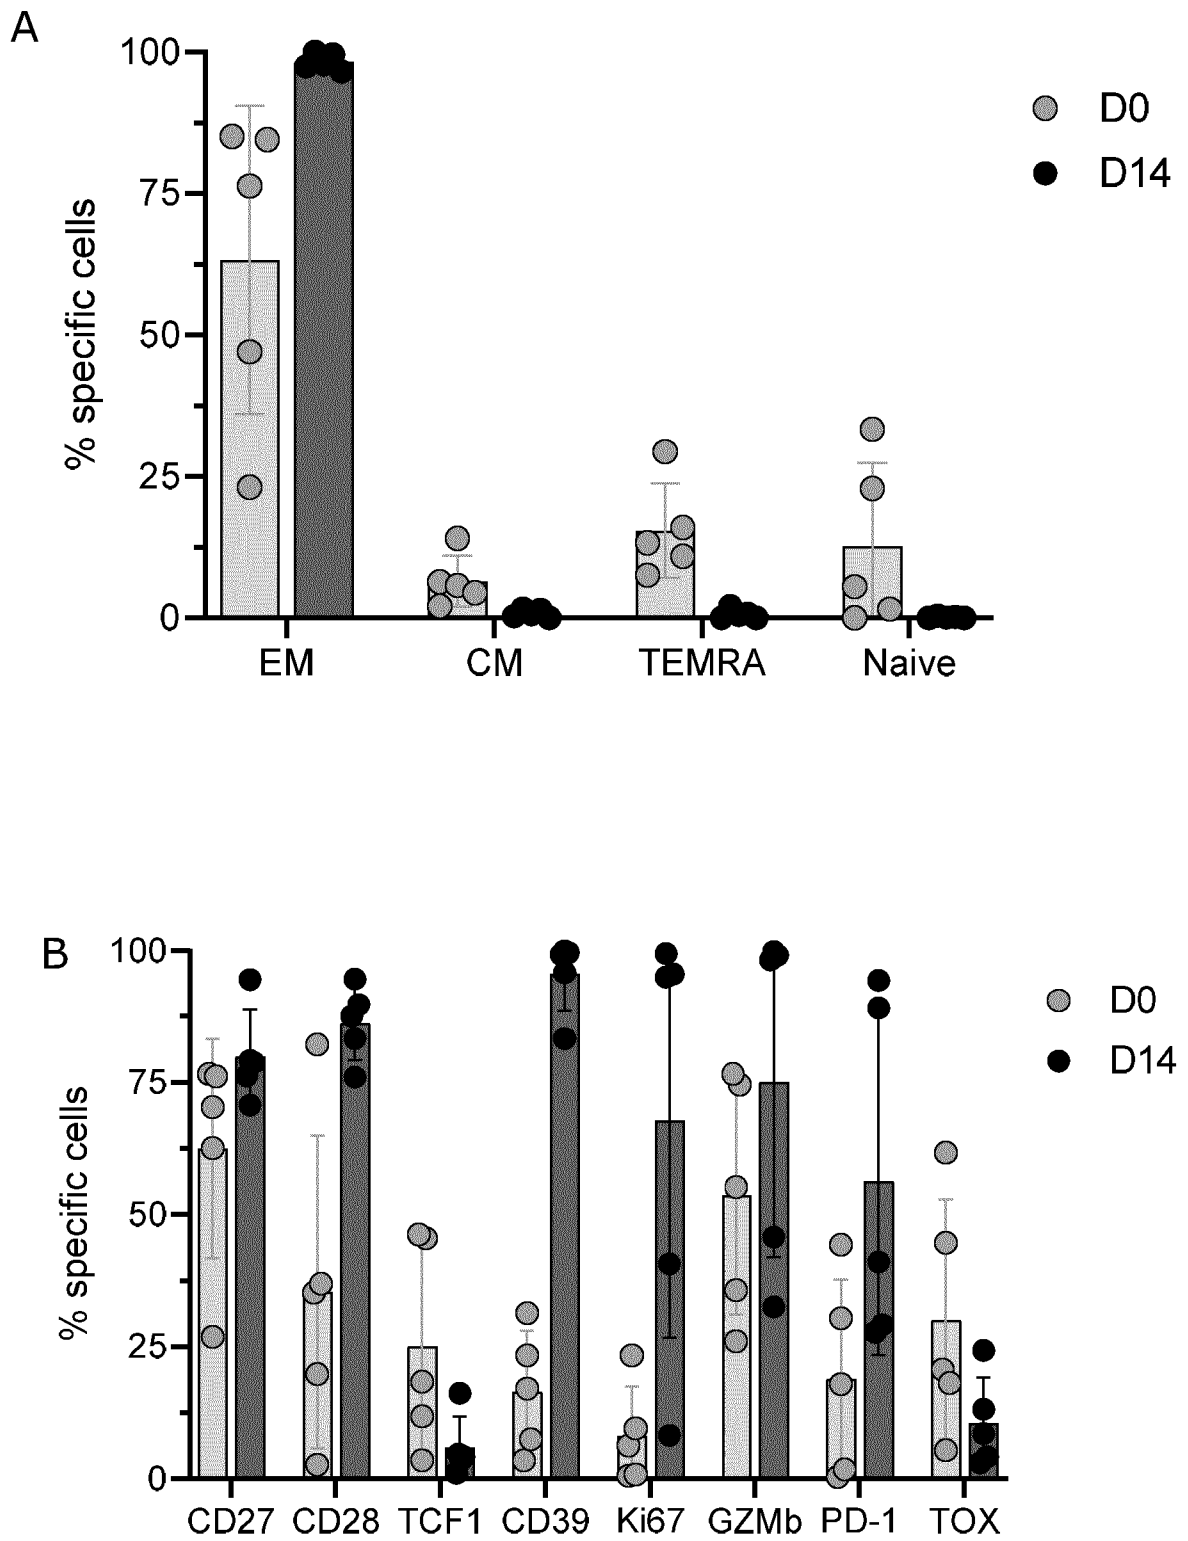 A
100
75
50
25
0
% specific cells
D0
D14
EM CM TEMRA Naive
B
100
75
50
25
0
% specific cells
D0
D14
CD27 CD28 TCF1 CD39 Ki67 GZMb PD-1 TOX